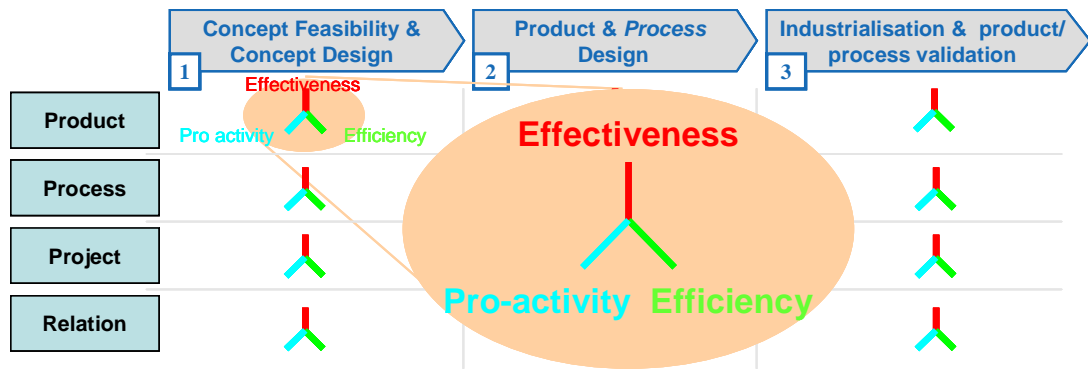 Concept Feasibility &
Concept Design
1
Product & Process
Design
2
Industrialisation & product/
process validation
3
Effectiveness
Product
Pro activity
Efficiency
Effectiveness
Process
Project
Pro-activity
Efficiency
Relation